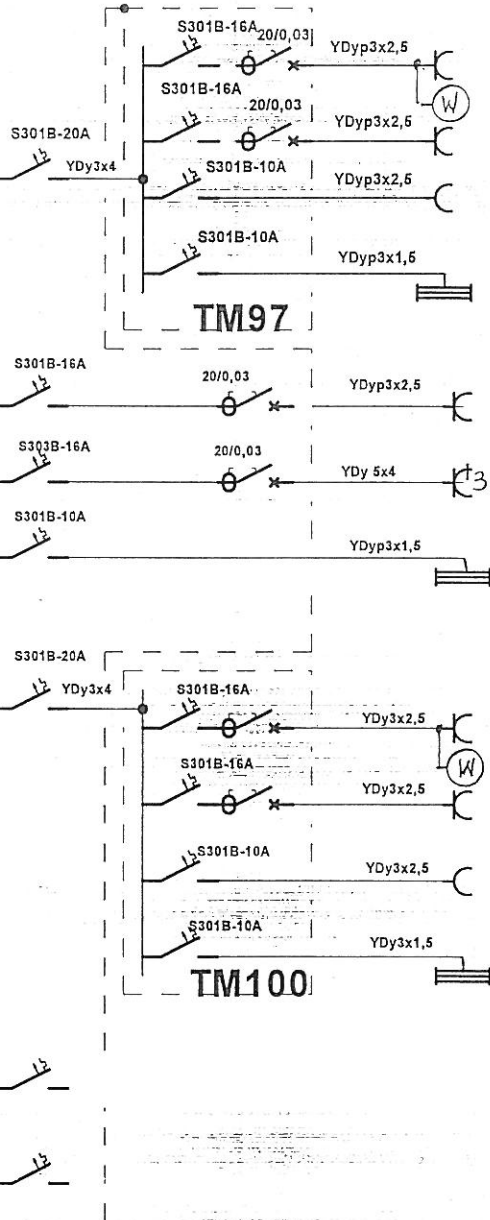 S301B-16A
20/0,03
YDyp3x2,5
W
S301B-16A
20/0,03
YDyp3x2,5
S301B-20A
YDy3x4
S301B-10A
YDyp3x2,5
S301B-10A
YDyp3x1,5
TM97
S301B-16A
20/0,03
YDyp3x2,5
S303B-16A
20/0,03
YDy 5x4
3
S301B-10A
YDyp3x1,5
S301B-20A
YDy3x4
S301B-16A
YDy3x2,5
W
S301B-16A
YDy3x2,5
S301B-10A
YDy3x2,5
S301B-10A
YDy3x1,5
TM100